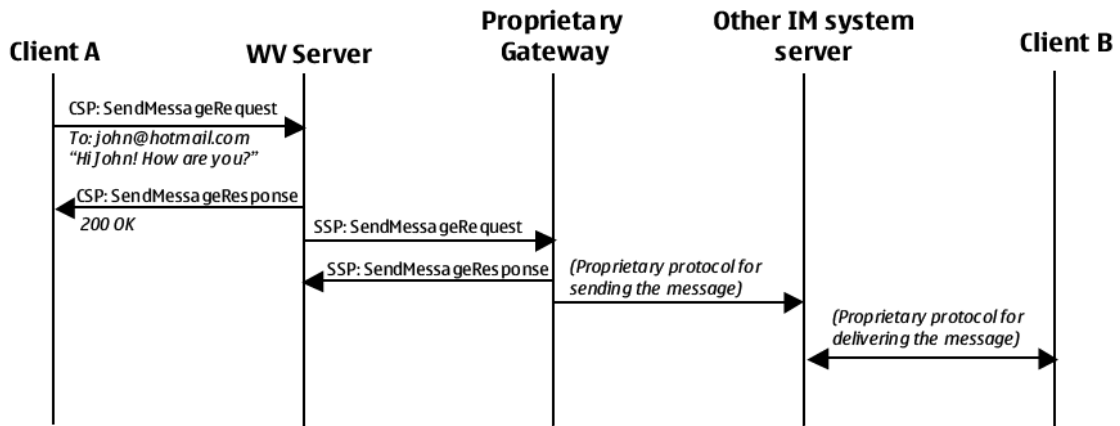 Client A
WV Server
Proprietary
Gateway
Other IM system
server
Client B
CSP: SendMessageRequest
To: john@hotmail.com
“Hi John! How are you?”
CSP: SendMessageResponse
200 OK
SSP: SendMessageRequest
SSP: SendMessageResponse
(Proprietary protocol for
sending the message)
(Proprietary protocol for
delivering the message)